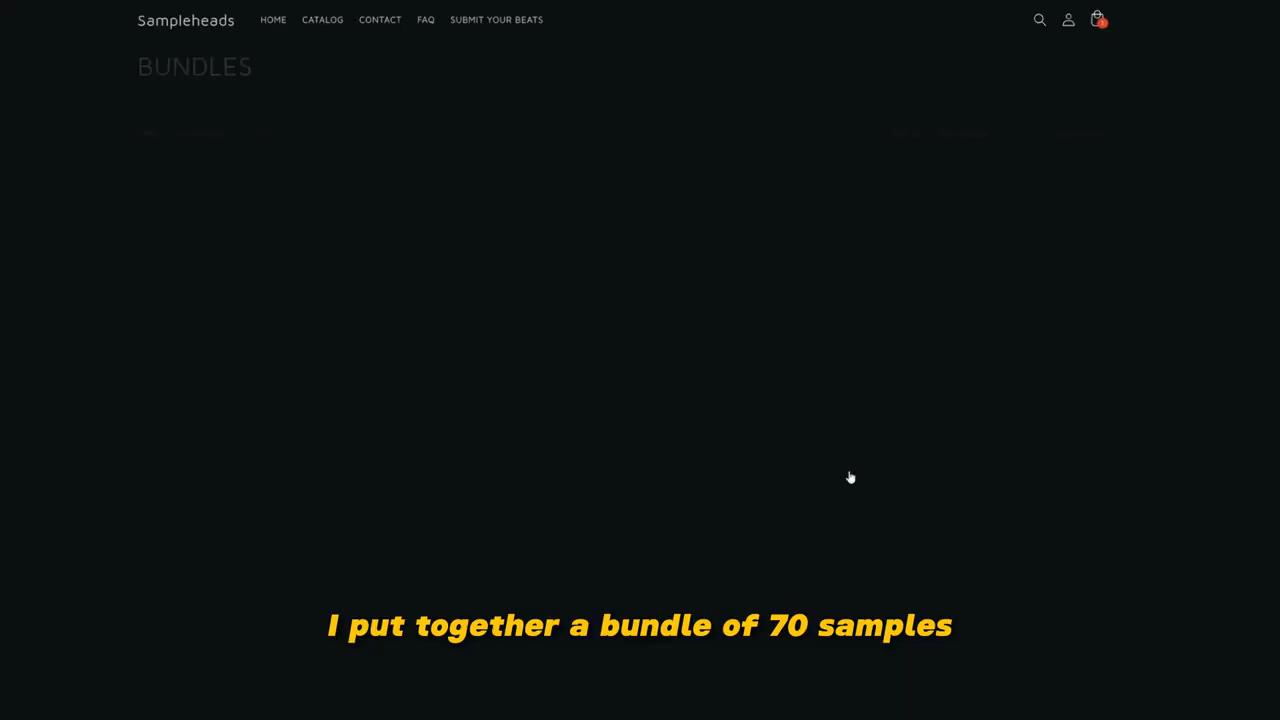 Sampleheads HOME CATALOG CONTACT FAQ SUBMIT YOUR BEATS
BUNDLES
I put together a bundle of 70 samples